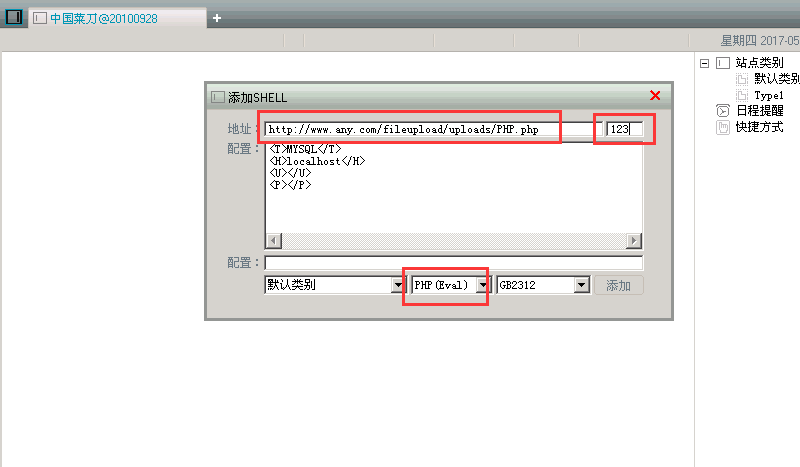 中国菜刀@20100928
星期四 2017-05
添加SHELL
地址： http://www.any.com/fileupload/uploads/PHP.php 123
配置： <T>MYSQL</T>
<H>localhost</H>
<U></U>
<P></P>
配置：
默认类别 PHP(Eval) GB2312 添加
站点类别
默认类别
Type1
日程提醒
快捷方式